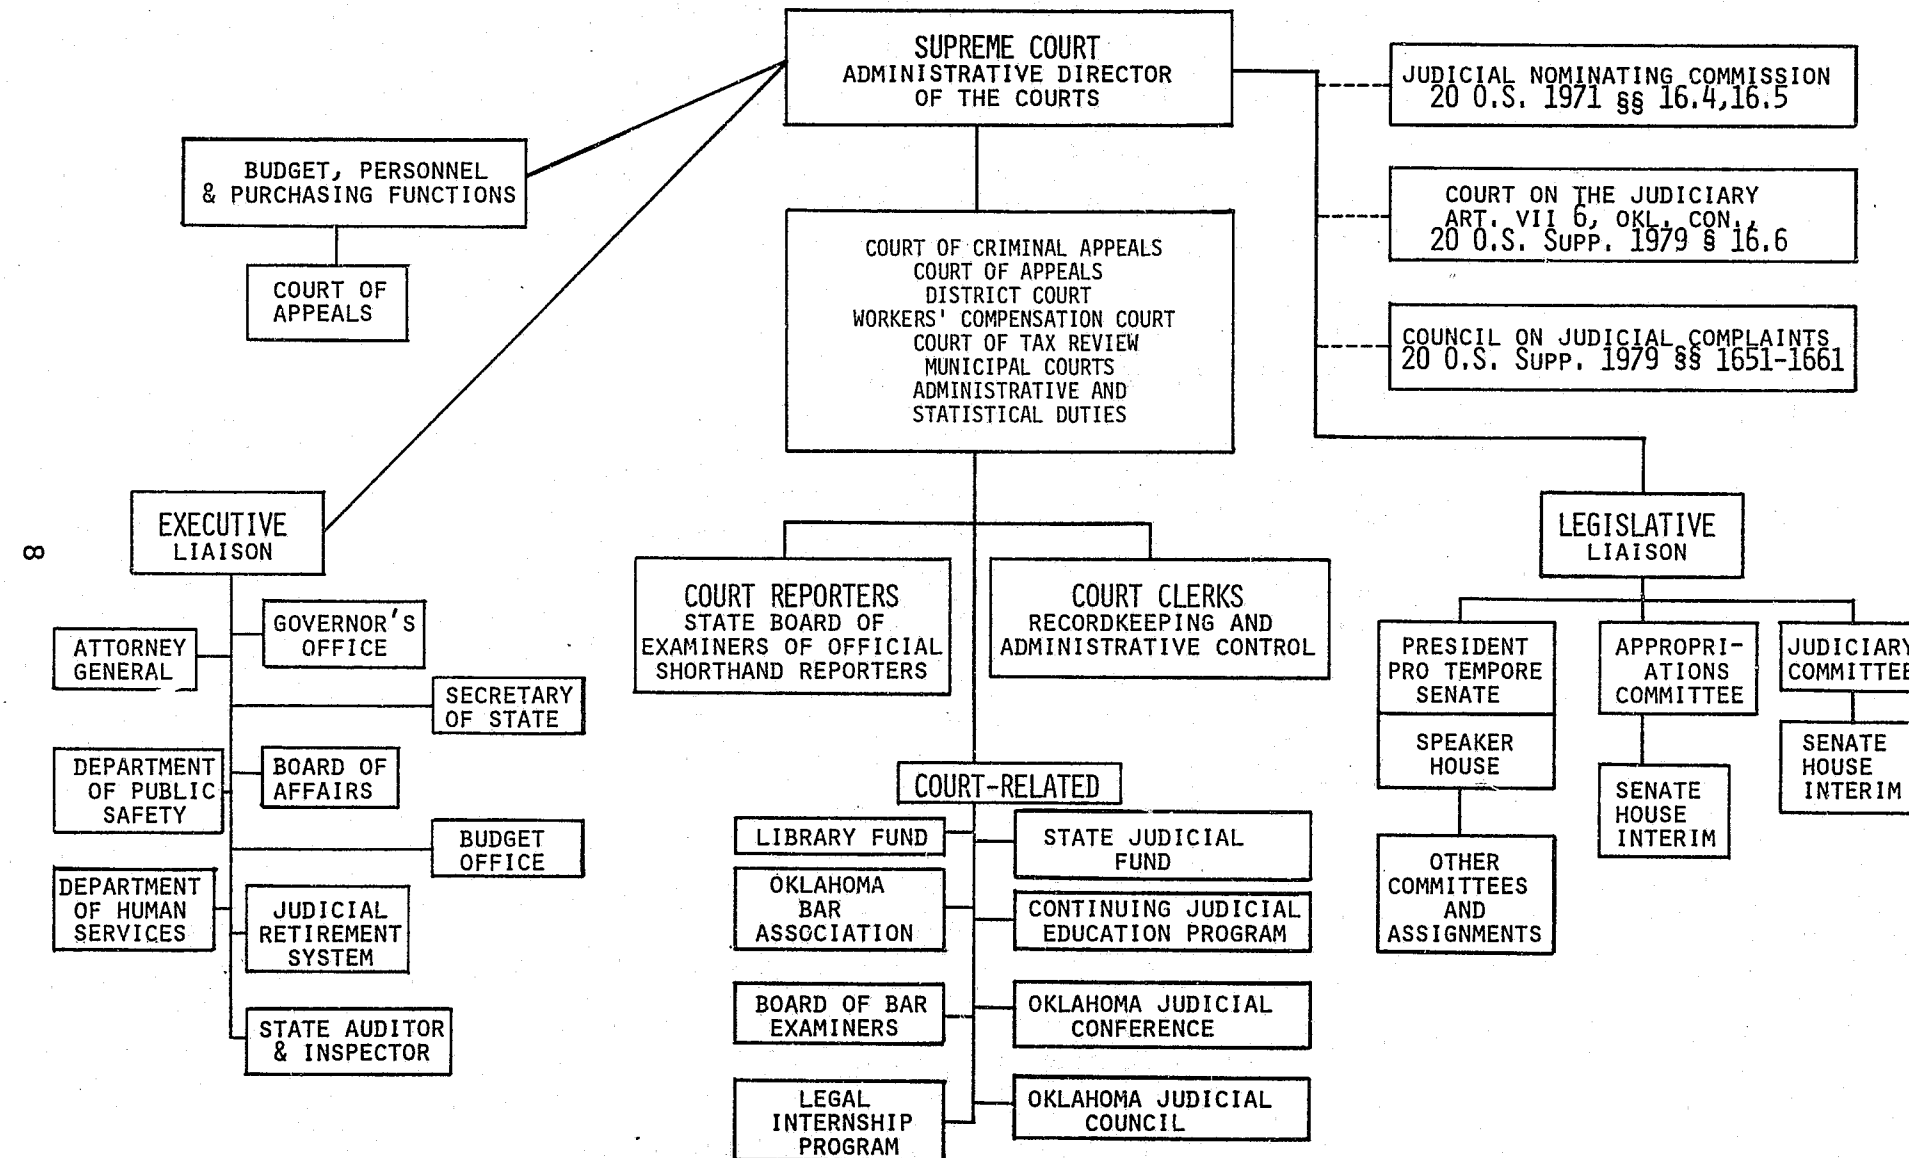 SUPREME COURT
ADMINISTRATIVE DIRECTOR
OF THE COURTS
JUDICIAL NOMINATING COMMISSION
20 O.S. 1971 §§ 16.4,16.5
COURT ON THE JUDICIARY
ART. VII 6, OKL. CON.,
20 O.S. SUPP. 1979 § 16.6
COUNCIL ON JUDICIAL COMPLAINTS
20 O.S. SUPP. 1979 §§ 1651-1661
BUDGET, PERSONNEL
& PURCHASING FUNCTIONS
COURT OF
APPEALS
COURT OF CRIMINAL APPEALS
COURT OF APPEALS
DISTRICT COURT
WORKERS' COMPENSATION COURT
COURT OF TAX REVIEW
MUNICIPAL COURTS
ADMINISTRATIVE AND
STATISTICAL DUTIES
8
EXECUTIVE
LIAISON
GOVERNOR'S
OFFICE
ATTORNEY
GENERAL
SECRETARY
OF STATE
DEPARTMENT
OF PUBLIC
SAFETY
BOARD OF
AFFAIRS
BUDGET
OFFICE
DEPARTMENT
OF HUMAN
SERVICES
JUDICIAL
RETIREMENT
SYSTEM
STATE AUDITOR
& INSPECTOR
COURT REPORTERS
STATE BOARD OF
EXAMINERS OF OFFICIAL
SHORTHAND REPORTERS
COURT CLERKS
RECORDKEEPING AND
ADMINISTRATIVE CONTROL
COURT-RELATED
LIBRARY FUND
STATE JUDICIAL
FUND
OKLAHOMA
BAR
ASSOCIATION
CONTINUING JUDICIAL
EDUCATION PROGRAM
BOARD OF BAR
EXAMINERS
OKLAHOMA JUDICIAL
CONFERENCE
LEGAL
INTERNSHIP
PROGRAM
OKLAHOMA JUDICIAL
COUNCIL
LEGISLATIVE
LIAISON
PRESIDENT
PRO TEMPORE
SENATE
SPEAKER
HOUSE
OTHER
COMMITTEES
AND
ASSIGNMENTS
APPROPRI-
ATIONS
COMMITTEE
SENATE
HOUSE
INTERIM
JUDICIARY
COMMITTEE
SENATE
HOUSE
INTERIM